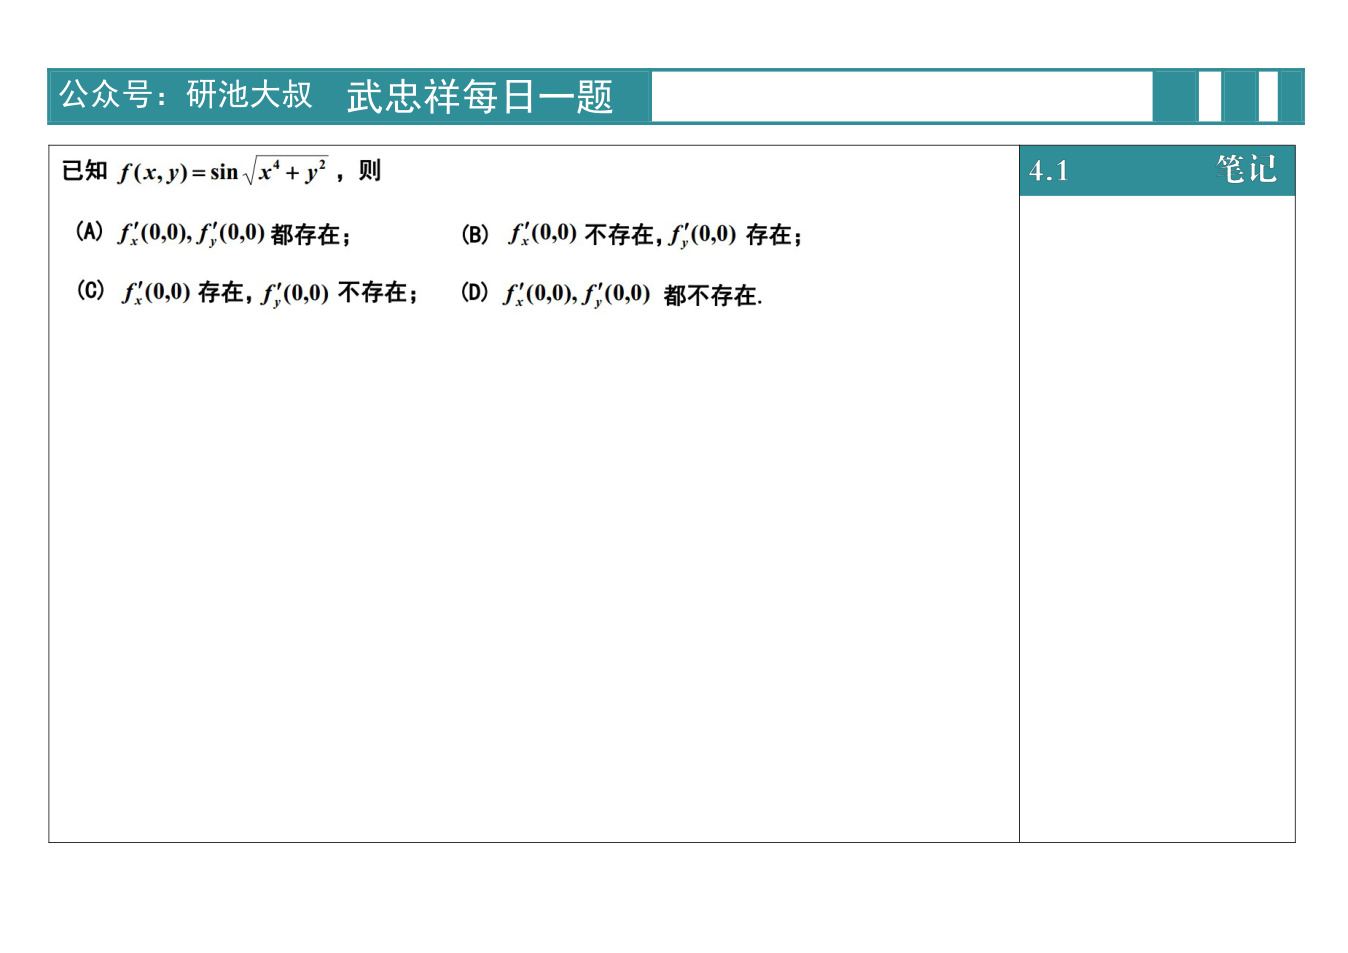 公众号：研池大叔 武忠祥每日一题
4.1 笔记
已知 f(x, y) = sin √(x⁴ + y²) ，则
(A) f′ₓ(0,0), f′ᵧ(0,0) 都存在； (B) f′ₓ(0,0) 不存在, f′ᵧ(0,0) 存在；
(C) f′ₓ(0,0) 存在, f′ᵧ(0,0) 不存在； (D) f′ₓ(0,0), f′ᵧ(0,0) 都不存在.